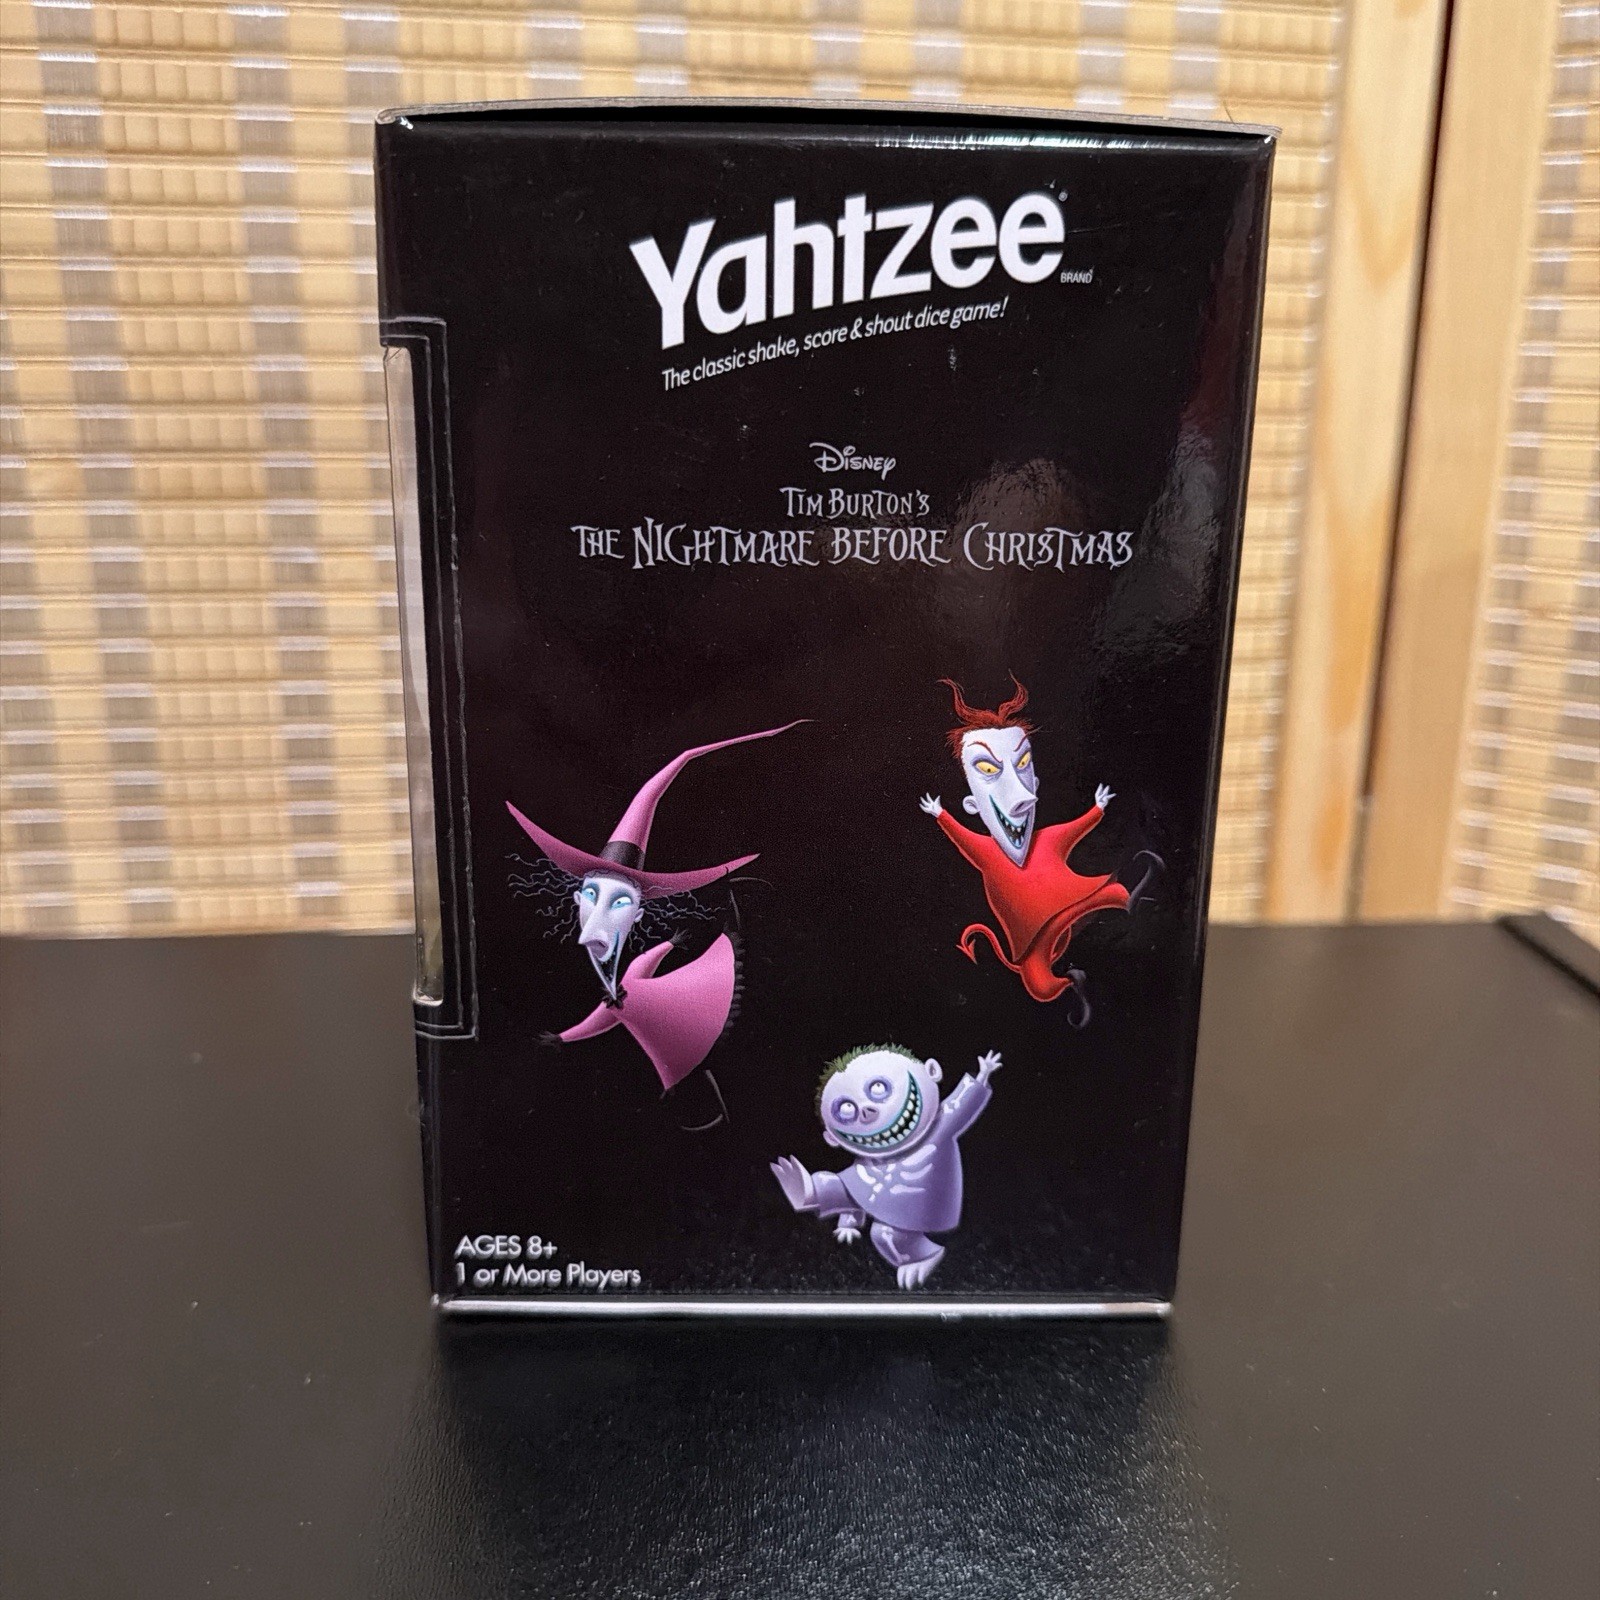 Yahtzee®
BRAND
The classic shake, score & shout dice game!
Disney
Tim Burton's
The Nightmare Before Christmas
AGES 8+
1 or More Players